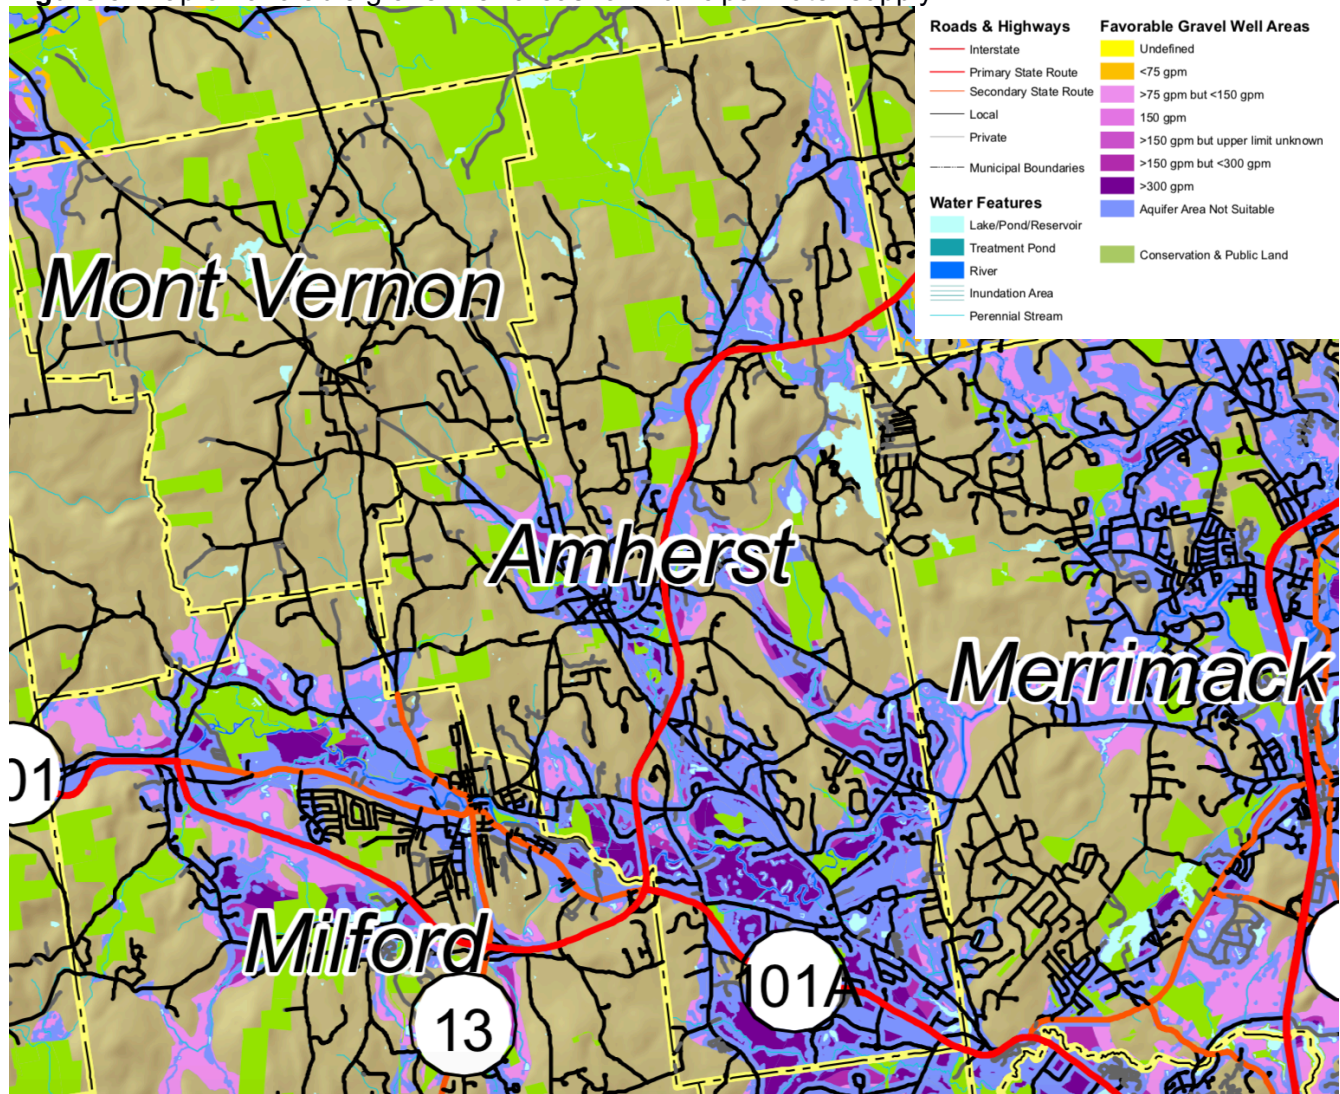 Roads & Highways
Interstate
Primary State Route
Secondary State Route
Local
Private
Municipal Boundaries
Water Features
Lake/Pond/Reservoir
Treatment Pond
River
Inundation Area
Perennial Stream
Favorable Gravel Well Areas
Undefined
<75 gpm
>75 gpm but <150 gpm
150 gpm
>150 gpm but upper limit unknown
>150 gpm but <300 gpm
>300 gpm
Aquifer Area Not Suitable
Conservation & Public Land
Mont Vernon
Amherst
Merrimack
01
Milford
101A
13